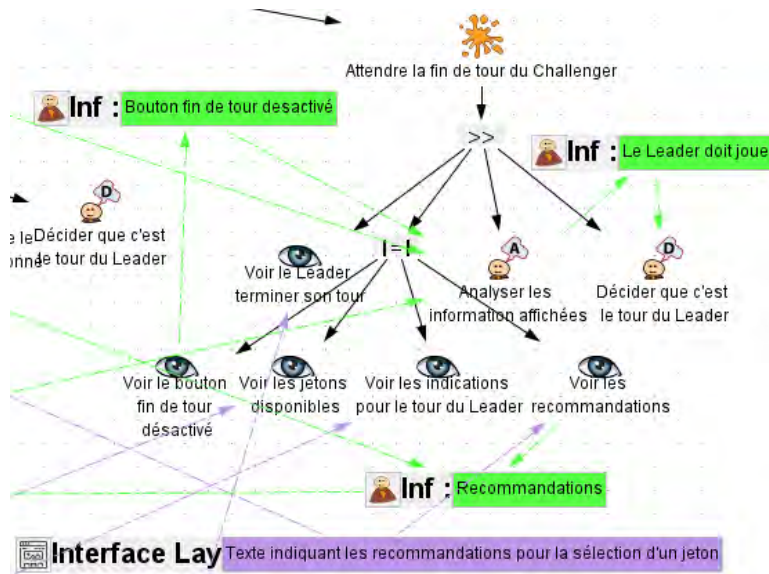 Attendre la fin de tour du Challenger
Inf : Bouton fin de tour desactivé
>>
Inf : Le Leader doit joue
D
e le
onne
Décider que c'est
le tour du Leader
Voir le Leader
terminer son tour
|=|
A
Analyser les
information affichées
D
Décider que c'est
le tour du Leader
Voir le bouton
fin de tour
désactivé
Voir les jetons
disponibles
Voir les indications
pour le tour du Leader
Voir les
recommandations
Inf : Recommandations
Interface Lay Texte indiquant les recommandations pour la sélection d'un jeton